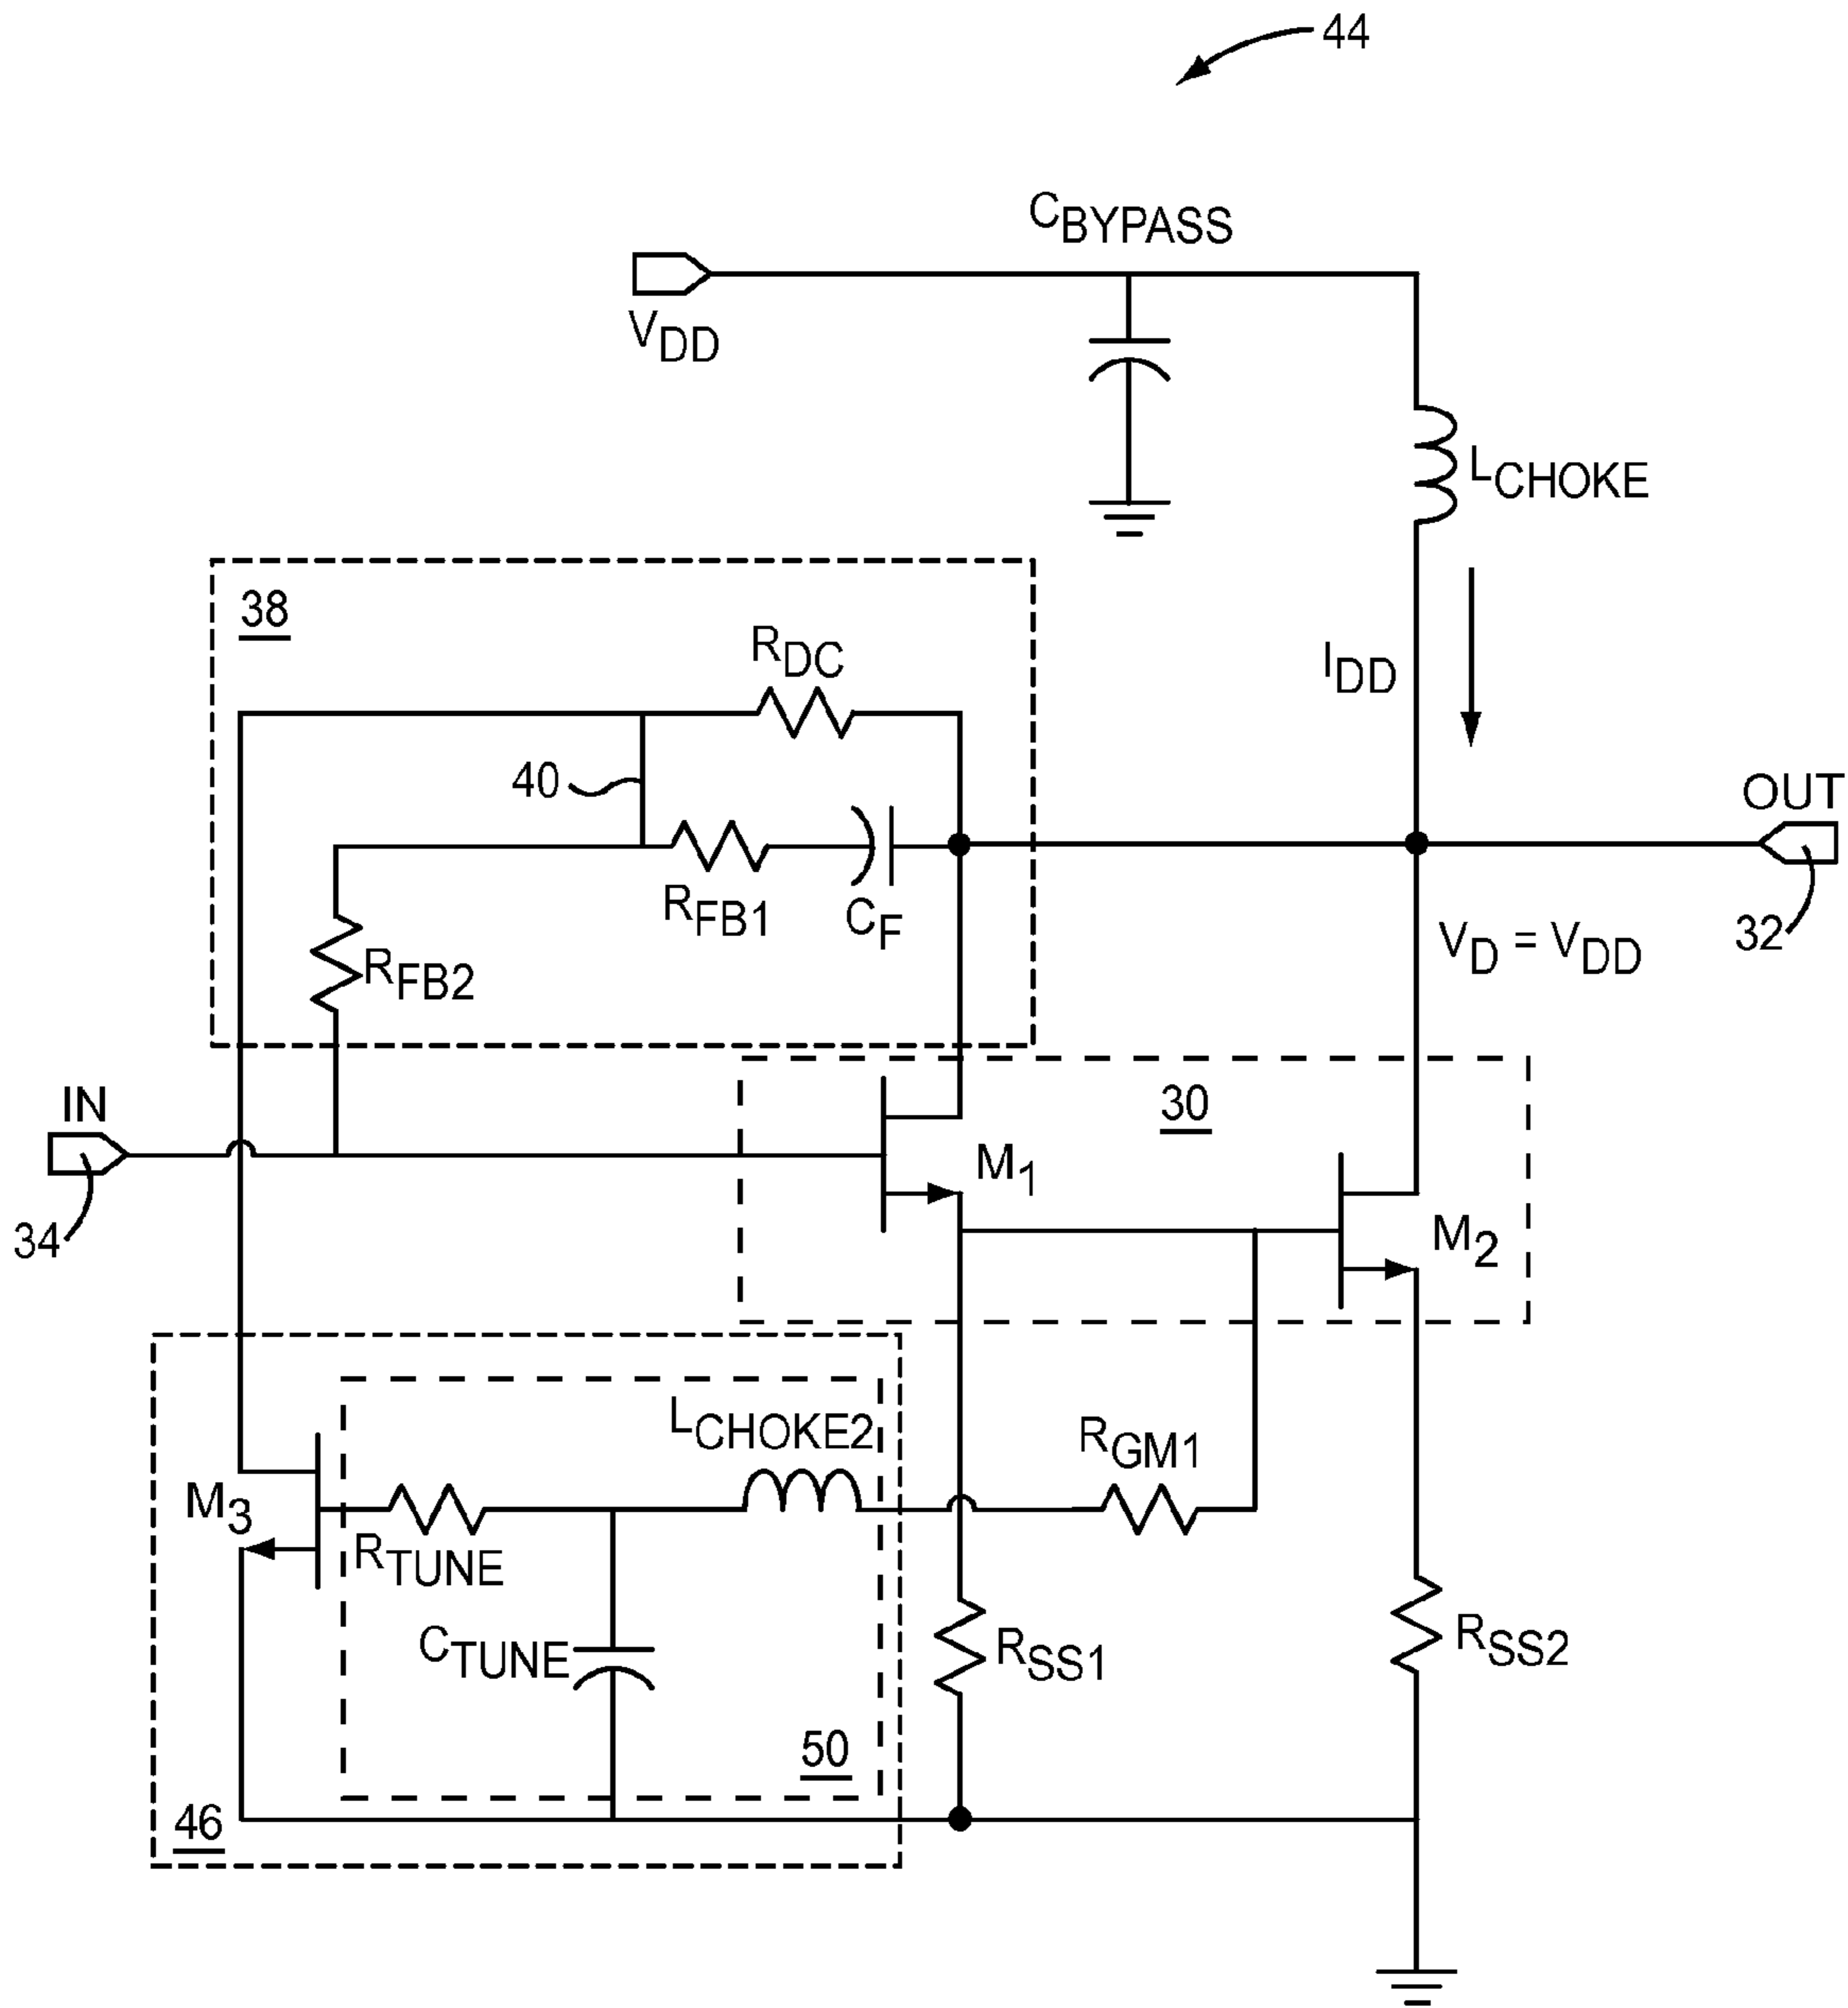 44
CBYPASS
VDD
LCHOKE
38
RDC
IDD
40
OUT
RFB1
CF
VD = VDD
32
RFB2
IN
30
M1
34
M2
LCHOKE2
RGM1
M3
RTUNE
CTUNE
RSS1
RSS2
50
46